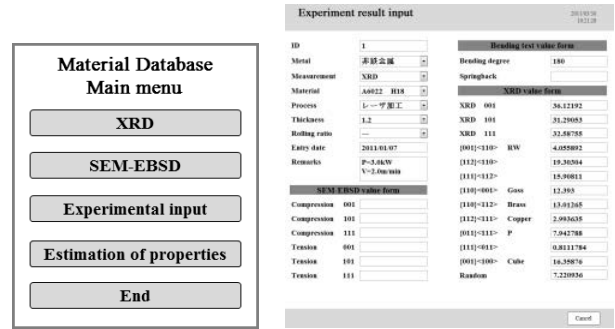 Material Database
Main menu
XRD
SEM-EBSD
Experimental input
Estimation of properties
End
Experiment result input
2011/03/10
ID 1
Metal 非鉄金属
Measurement XRD
Material A6022 H18
Process レーザ加工
Thickness 1.2
Rolling ratio ---
Entry date 2011/01/07
Remarks P=3.0kW
V=2.0m/min
SEM-EBSD value form
Compression 001
Compression 101
Compression 111
Tension 001
Tension 101
Tension 111
Bending test value form
Bending degree 180
Springback
XRD value form
XRD 001 36.12192
XRD 101 31.29053
XRD 111 32.58755
{001}<110> RW 4.055892
{112}<110> 19.30304
{111}<112> 15.90811
{110}<001> Goss 12.393
{110}<112> Brass 13.01265
{112}<111> Copper 2.993635
{011}<111> P 7.942788
{111}<011> 0.8111784
{001}<100> Cube 16.35876
Random 7.220936
Cancel